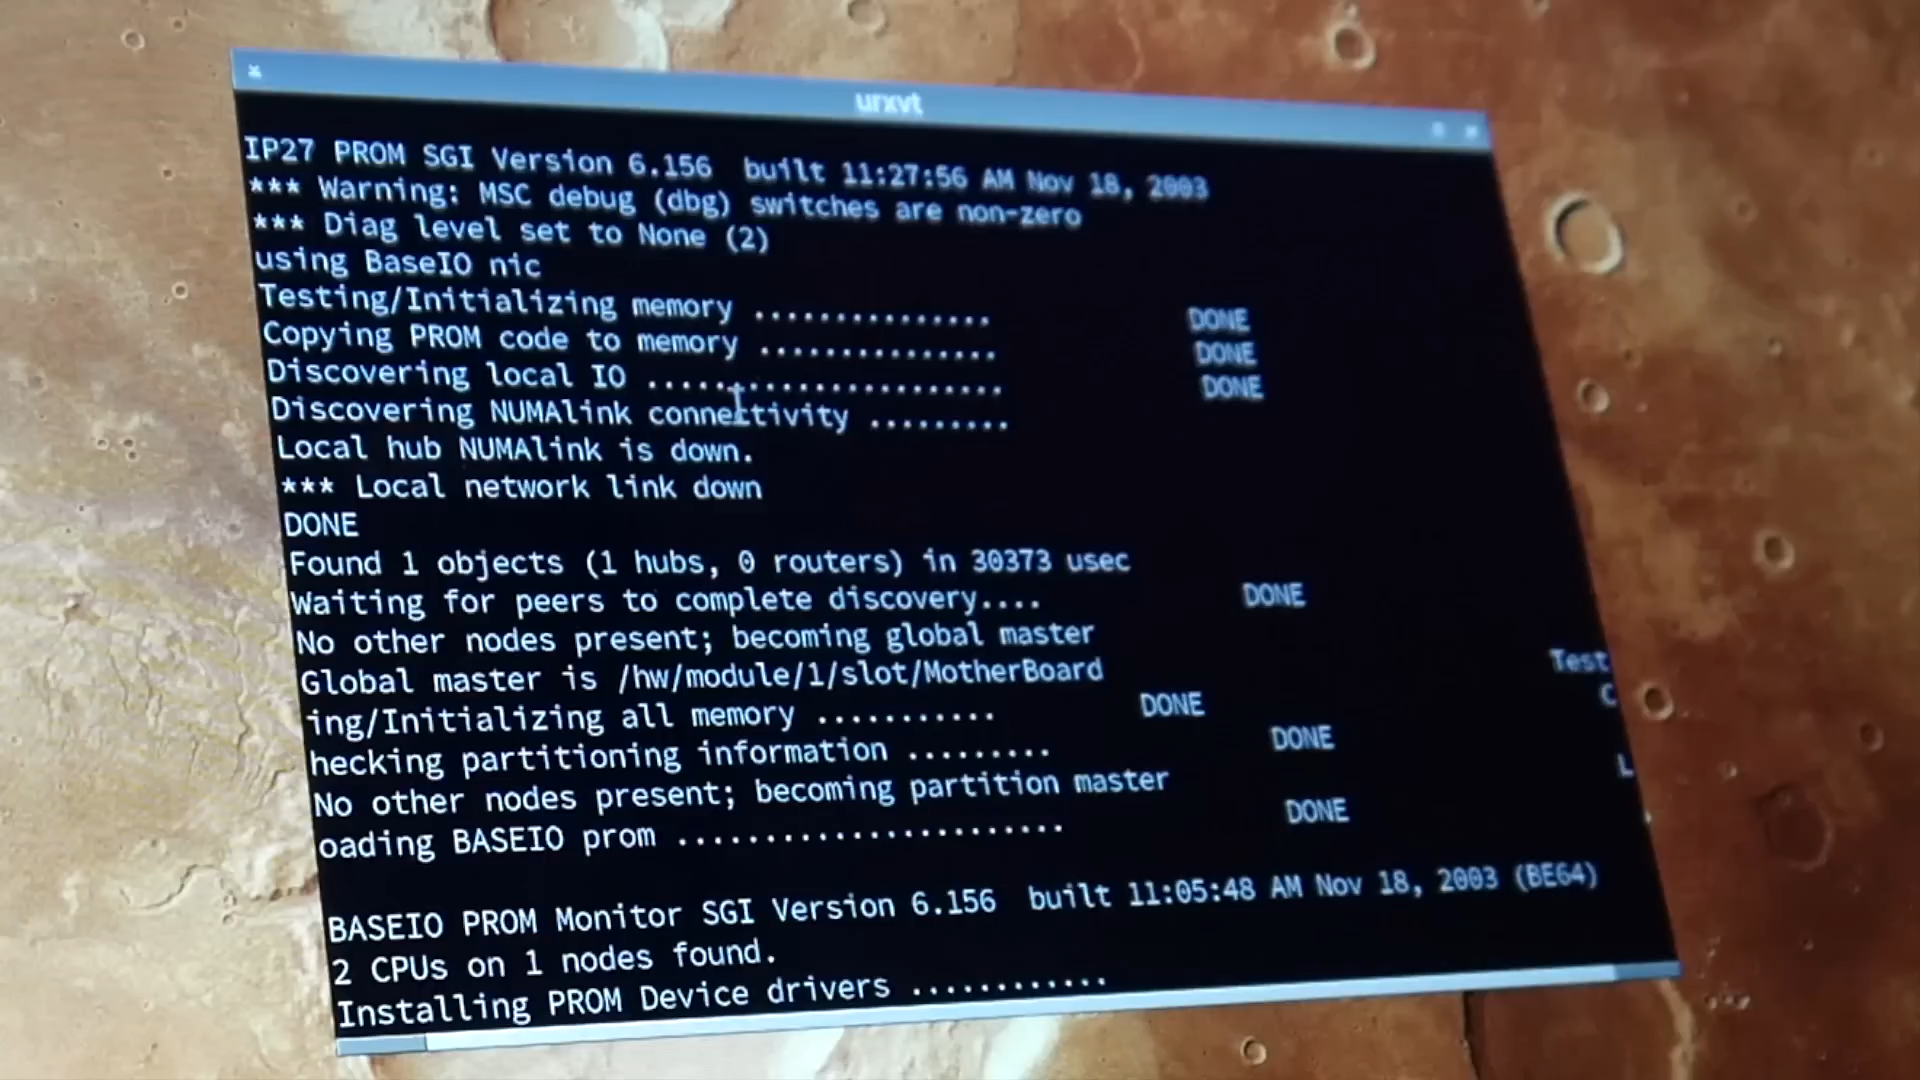 urxvt
IP27 PROM SGI Version 6.156  built 11:27:56 AM Nov 18, 2003
*** Warning: MSC debug (dbg) switches are non-zero
*** Diag level set to None (2)
using BaseIO nic
Testing/Initializing memory ............... DONE
Copying PROM code to memory ............... DONE
Discovering local IO ........................ DONE
Discovering NUMAlink connectivity .........
Local hub NUMAlink is down.
*** Local network link down
DONE
Found 1 objects (1 hubs, 0 routers) in 30373 usec
Waiting for peers to complete discovery.... DONE
No other nodes present; becoming global master
Global master is /hw/module/1/slot/MotherBoard
Test
ing/Initializing all memory ........... DONE
C
hecking partitioning information ......... DONE
No other nodes present; becoming partition master
L
oading BASEIO prom ........................ DONE
BASEIO PROM Monitor SGI Version 6.156  built 11:05:48 AM Nov 18, 2003 (BE64)
2 CPUs on 1 nodes found.
Installing PROM Device drivers ............